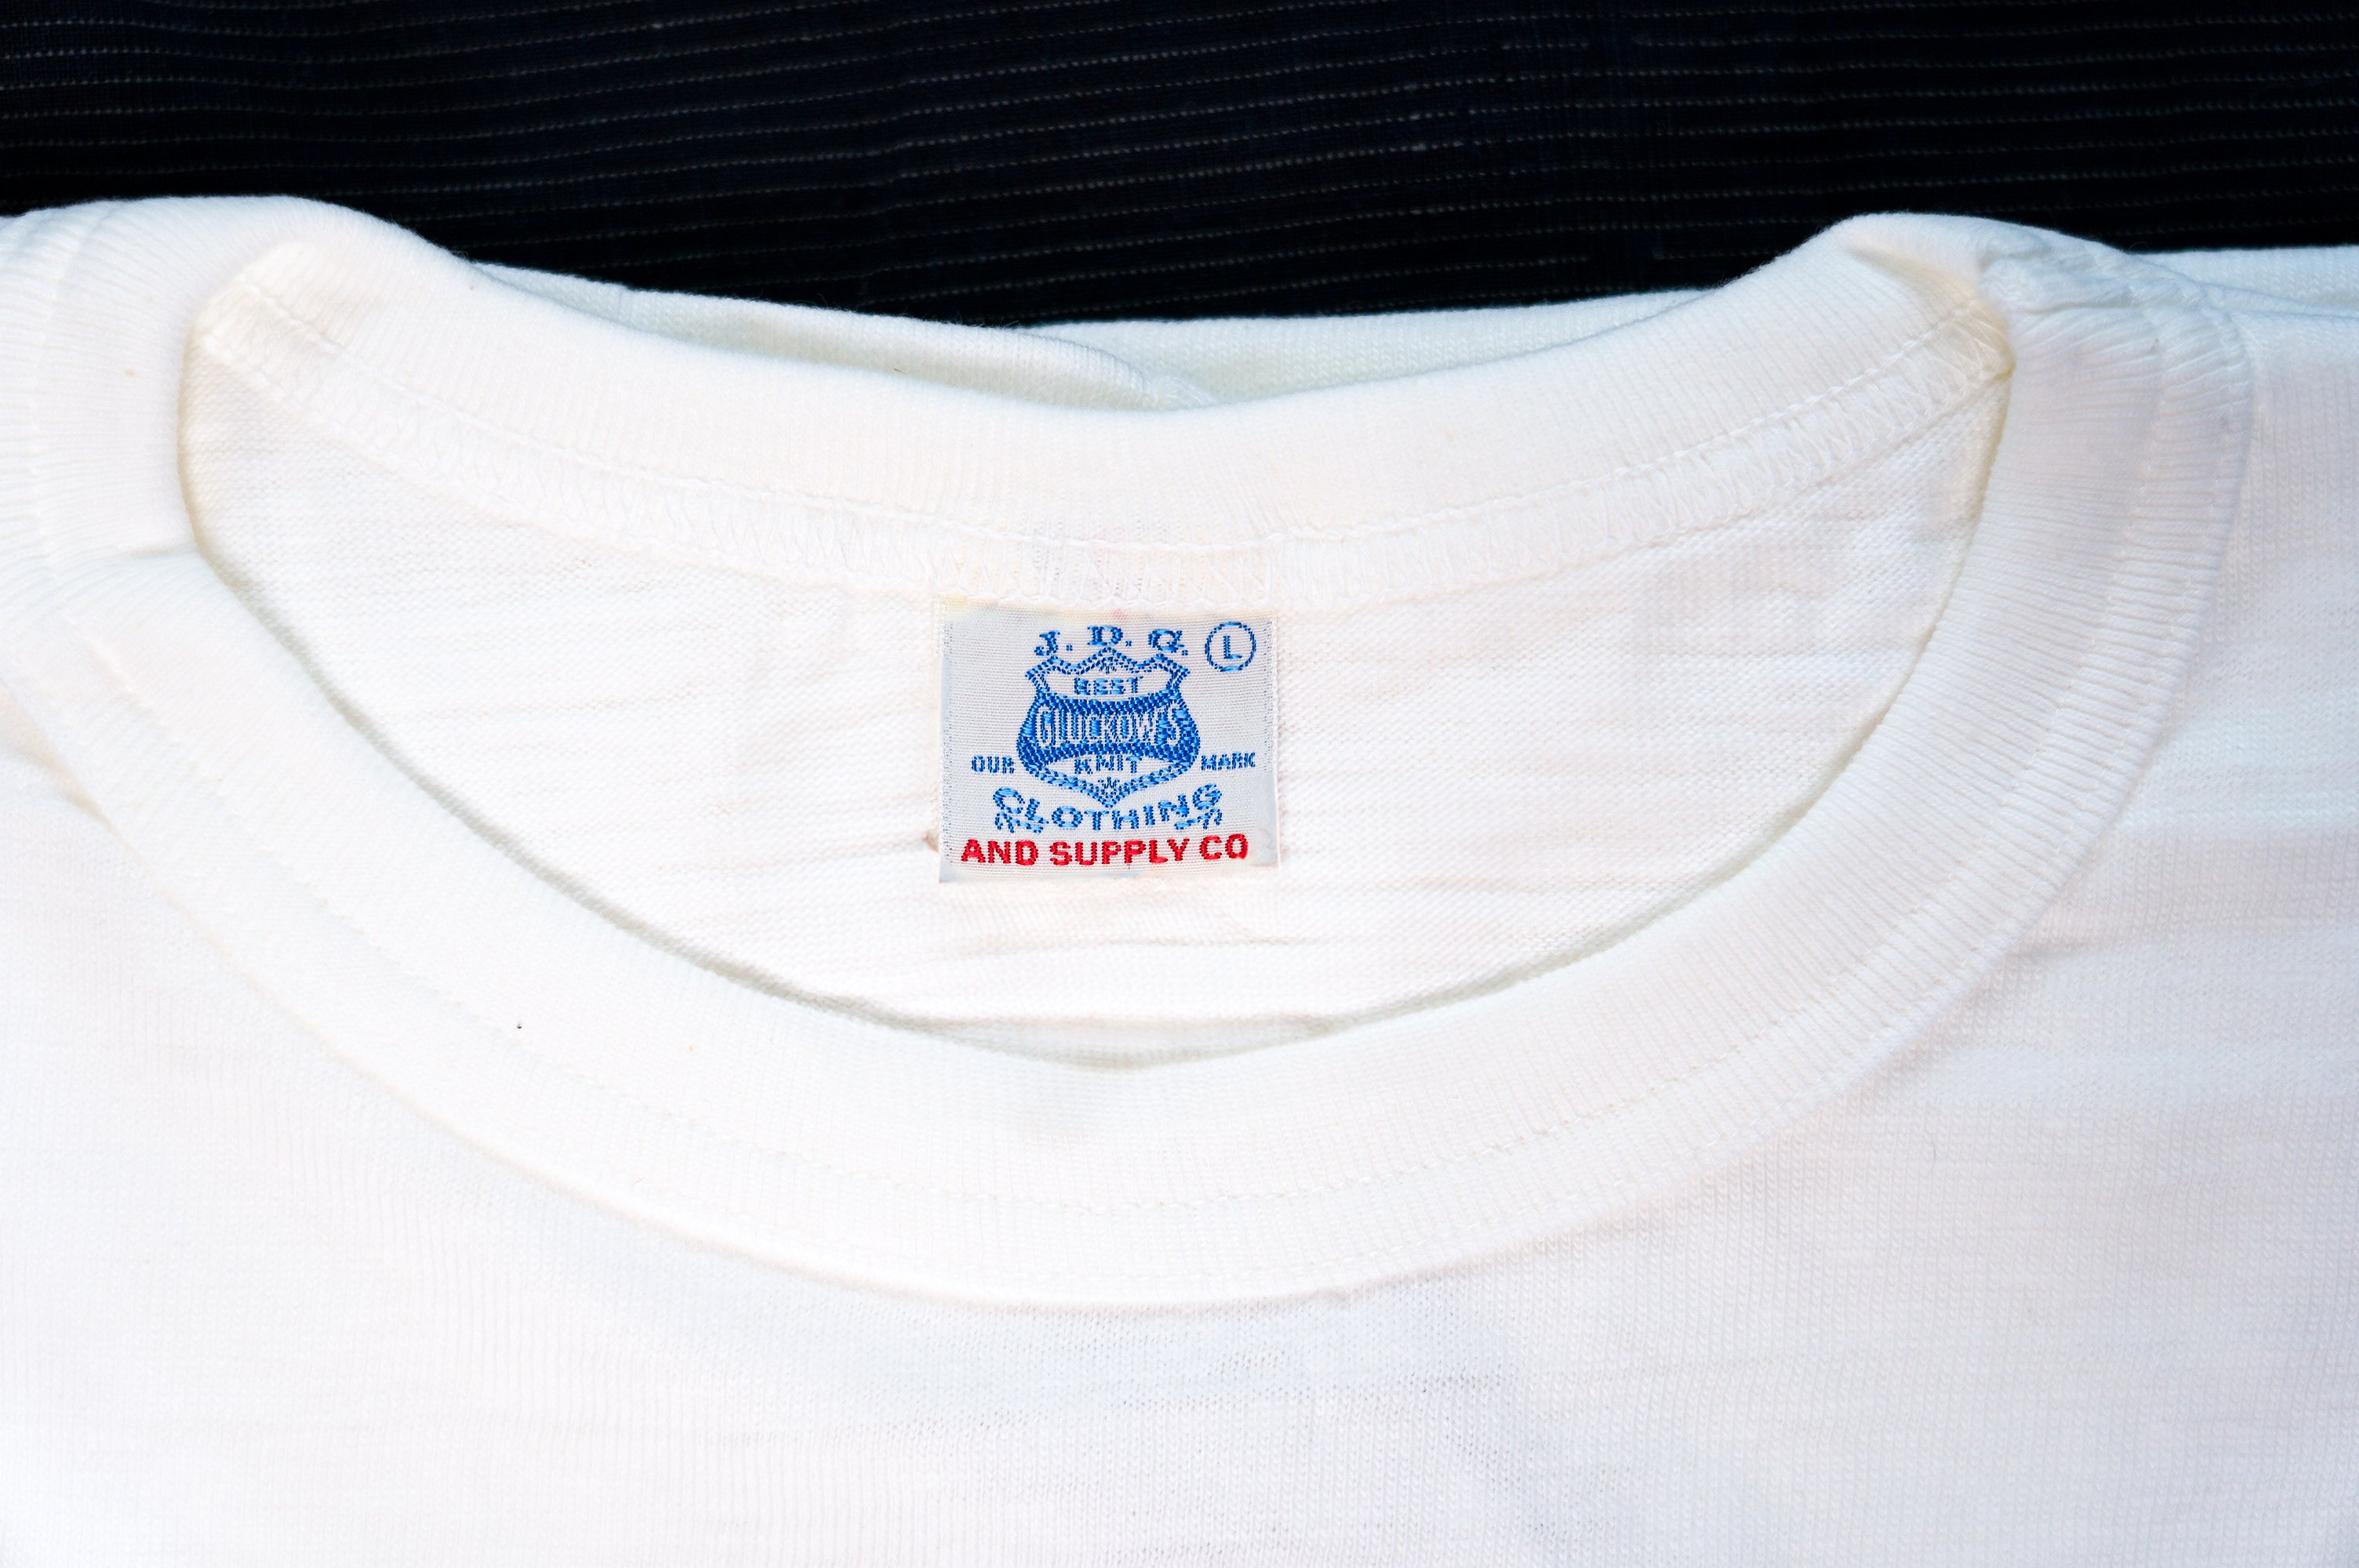 J. D. G. L
BEST
GLUCKOW'S
OUR KNIT MARK
CLOTHING
AND SUPPLY CO